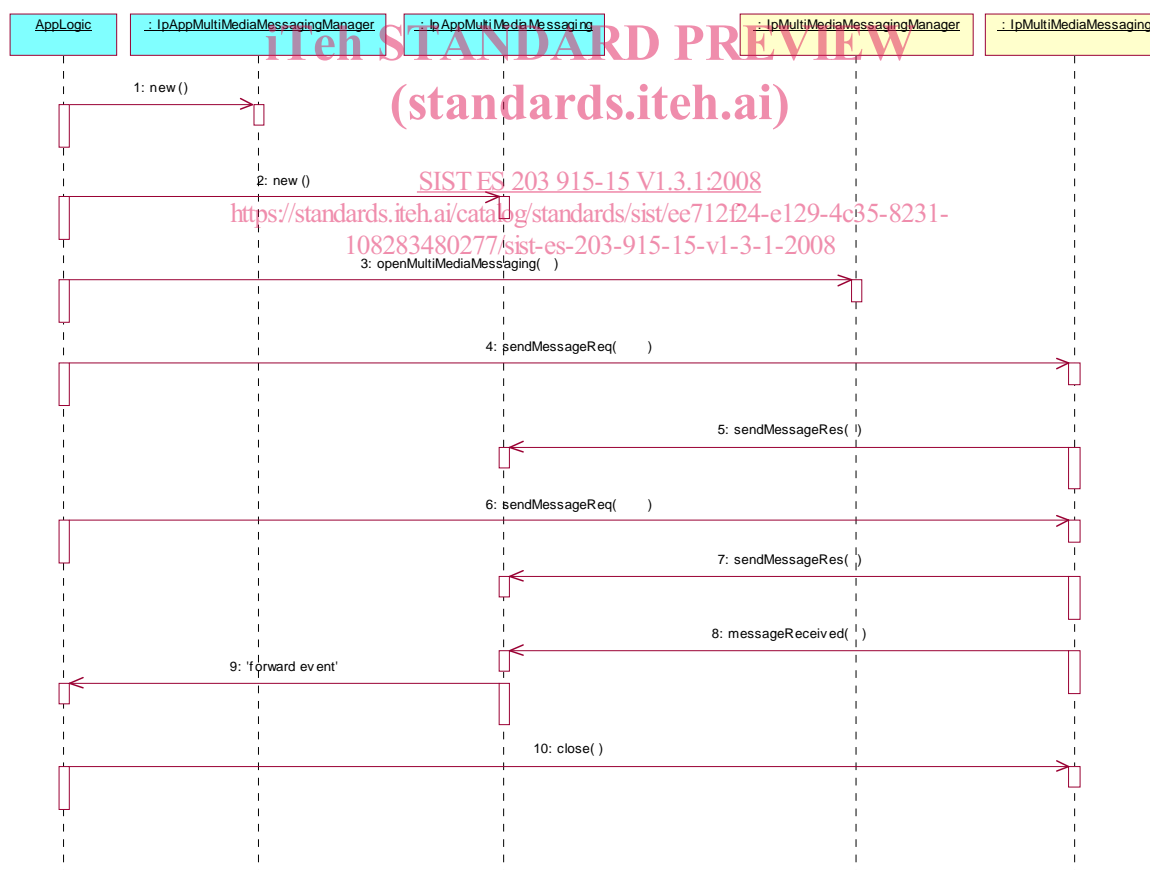 AppLogic
: IpAppMultiMediaMessagingManager
: IpAppMultiMediaMessaging
: IpMultiMediaMessagingManager
: IpMultiMediaMessaging
iTeh STANDARD PREVIEW
(standards.iteh.ai)
1: new()
2: new()
SIST ES 203 915-15 V1.3.1:2008
https://standards.iteh.ai/catalog/standards/sist/ee712f24-e129-4c35-8231-
108283480277/sist-es-203-915-15-v1-3-1-2008
3: openMultiMediaMessaging( )
4: sendMessageReq( )
5: sendMessageRes( )
6: sendMessageReq( )
7: sendMessageRes( )
8: messageReceived( )
9: 'forward event'
10: close( )